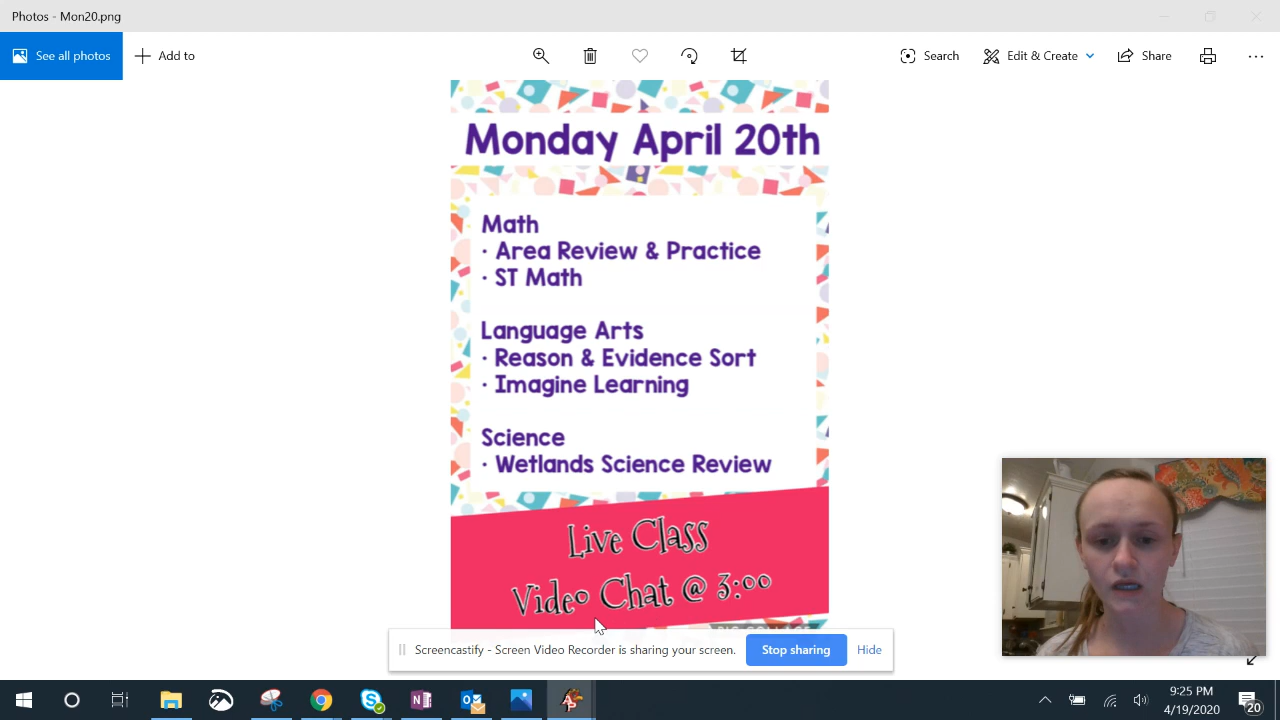 Photos - Mon20.png
See all photos
Add to
Search
Edit & Create
Share
Monday April 20th
Math
· Area Review & Practice
· ST Math
Language Arts
· Reason & Evidence Sort
· Imagine Learning
Science
· Wetlands Science Review
Live Class
Video Chat @ 3:00
Screencastify - Screen Video Recorder is sharing your screen.
Stop sharing
Hide
9:25 PM
4/19/2020
20